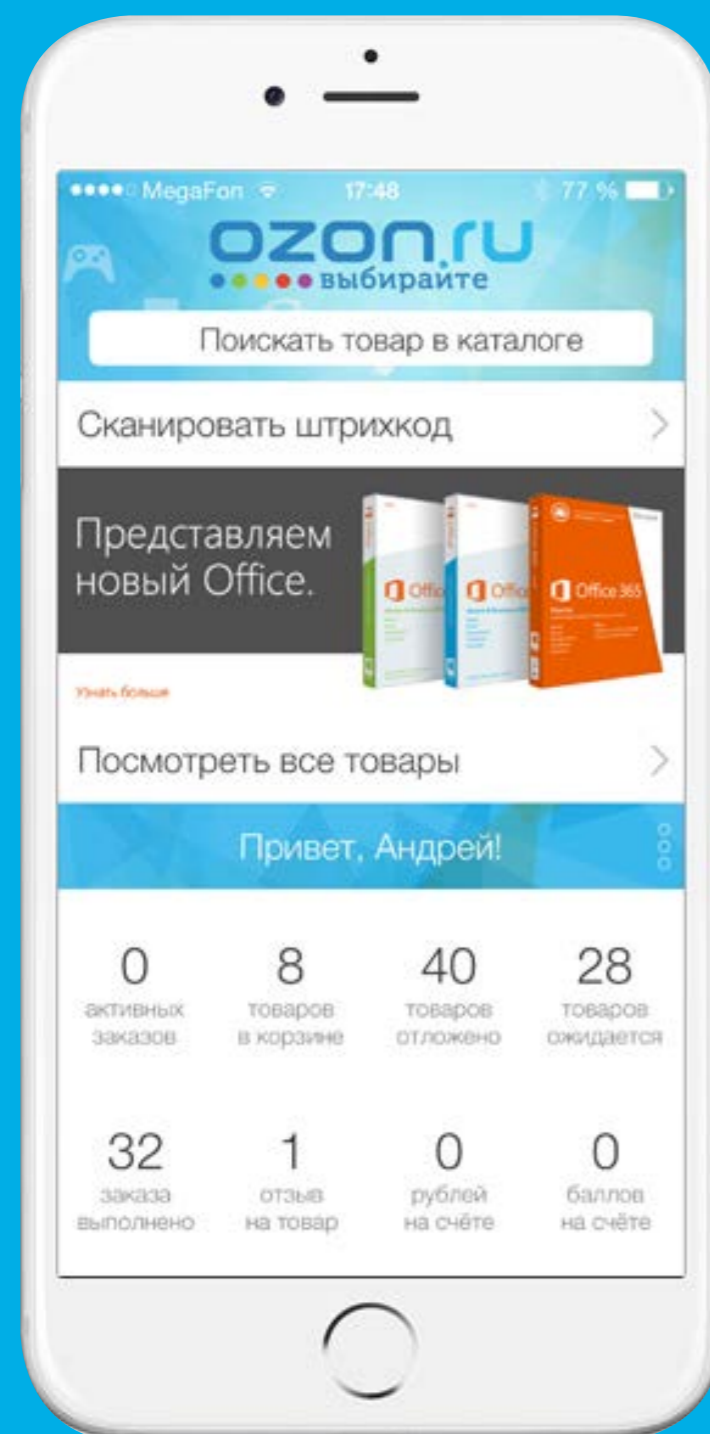 MegaFon 17:48 77 %
ozon.ru
выбирайте
Поискать товар в каталоге
Сканировать штрихкод
Представляем
новый Office.
Office 365
Узнать больше
Посмотреть все товары
Привет, Андрей!
0 8 40 28
активных товаров товаров товаров
заказов в корзине отложено ожидается
32 1 0 0
заказа отзыв рублей баллов
выполнено на товар на счёте на счёте